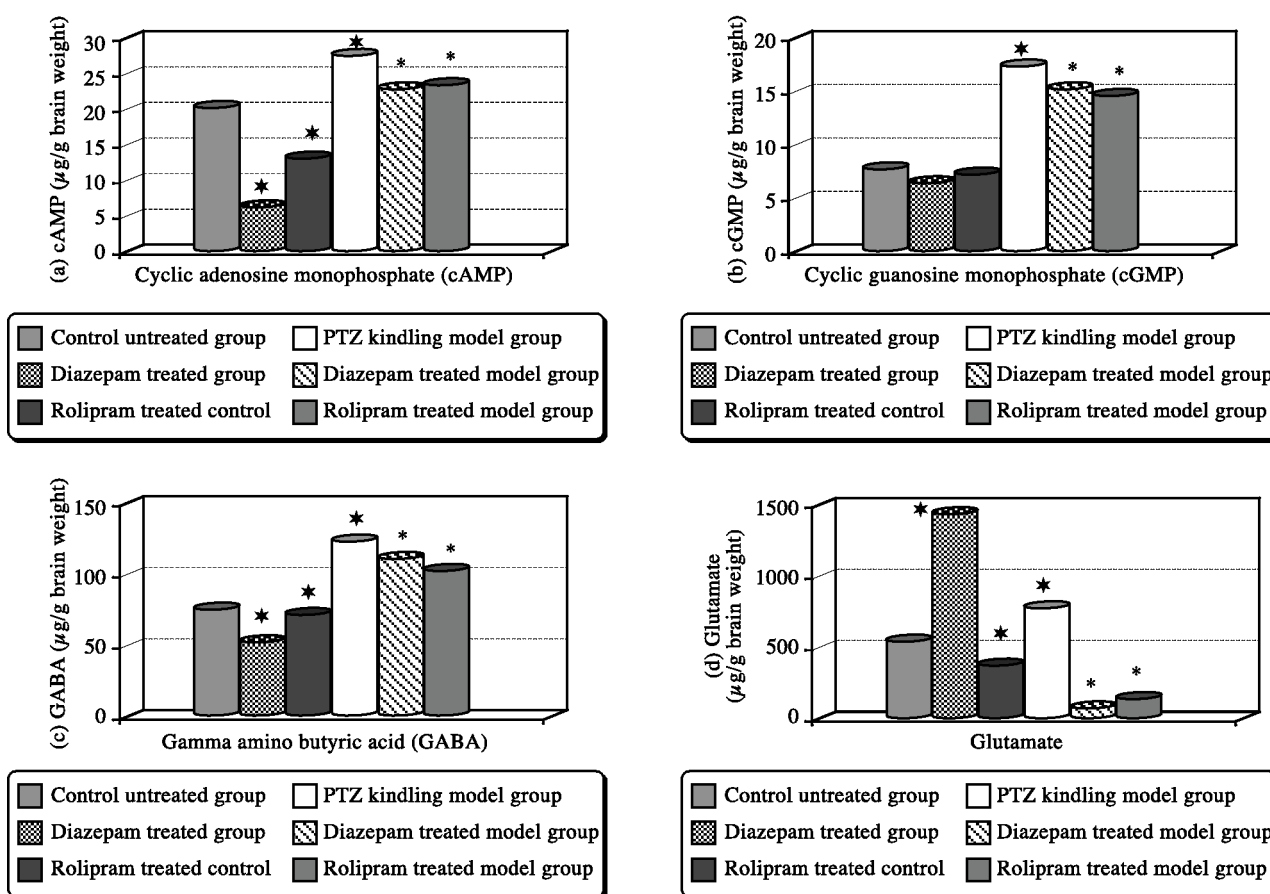 (a) cAMP (µg/g brain weight)
30
25
20
15
10
5
0
★
★
★
*
*
Cyclic adenosine monophosphate (cAMP)
Control untreated group
PTZ kindling model group
Diazepam treated group
Diazepam treated model group
Rolipram treated control
Rolipram treated model group
(b) cGMP (µg/g brain weight)
20
15
10
5
0
★
*
*
Cyclic guanosine monophosphate (cGMP)
Control untreated group
PTZ kindling model group
Diazepam treated group
Diazepam treated model group
Rolipram treated control
Rolipram treated model group
(c) GABA (µg/g brain weight)
150
100
50
0
★
★
★
*
*
Gamma amino butyric acid (GABA)
Control untreated group
PTZ kindling model group
Diazepam treated group
Diazepam treated model group
Rolipram treated control
Rolipram treated model group
(d) Glutamate
(µg/g brain weight)
1500
1000
500
0
★
★
★
*
*
Glutamate
Control untreated group
PTZ kindling model group
Diazepam treated group
Diazepam treated model group
Rolipram treated control
Rolipram treated model group